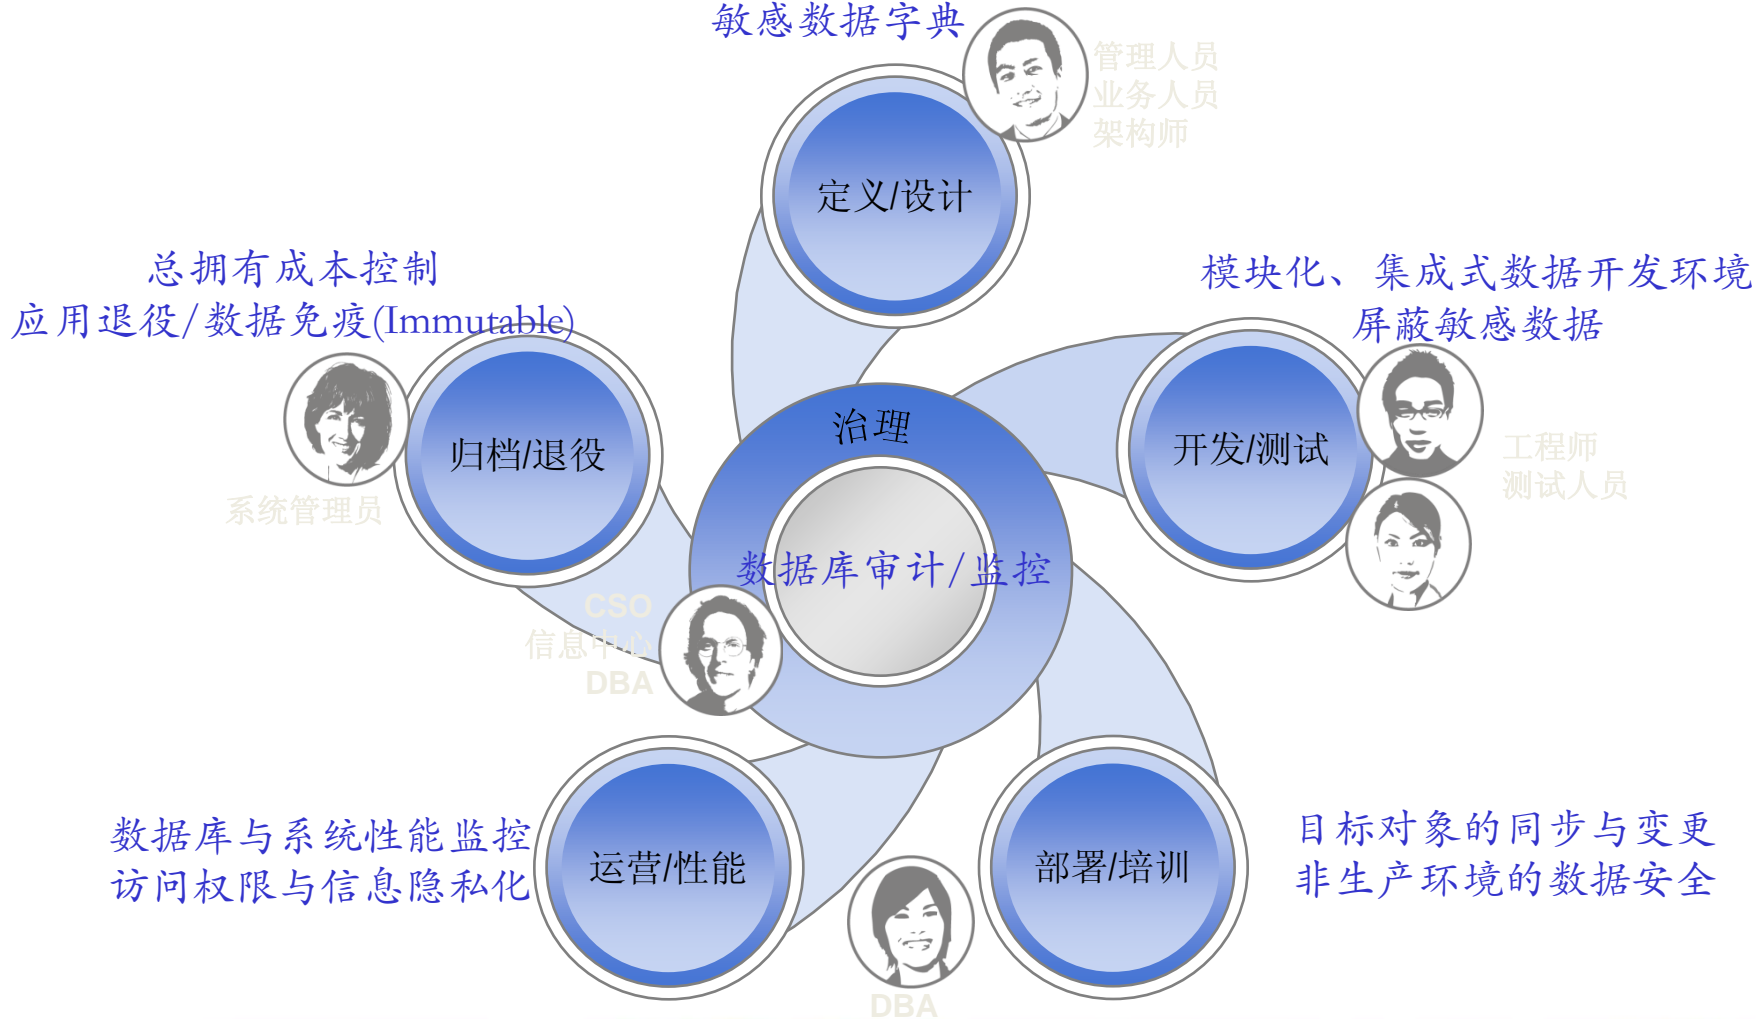 敏感数据字典
管理人员
业务人员
架构师
定义/设计
总拥有成本控制
应用退役/数据免疫(Immutable)
模块化、集成式数据开发环境
屏蔽敏感数据
治理
归档/退役
开发/测试
工程师
测试人员
系统管理员
数据库审计/监控
CSO
信息中心
DBA
数据库与系统性能监控
访问权限与信息隐私化
运营/性能
部署/培训
目标对象的同步与变更
非生产环境的数据安全
DBA